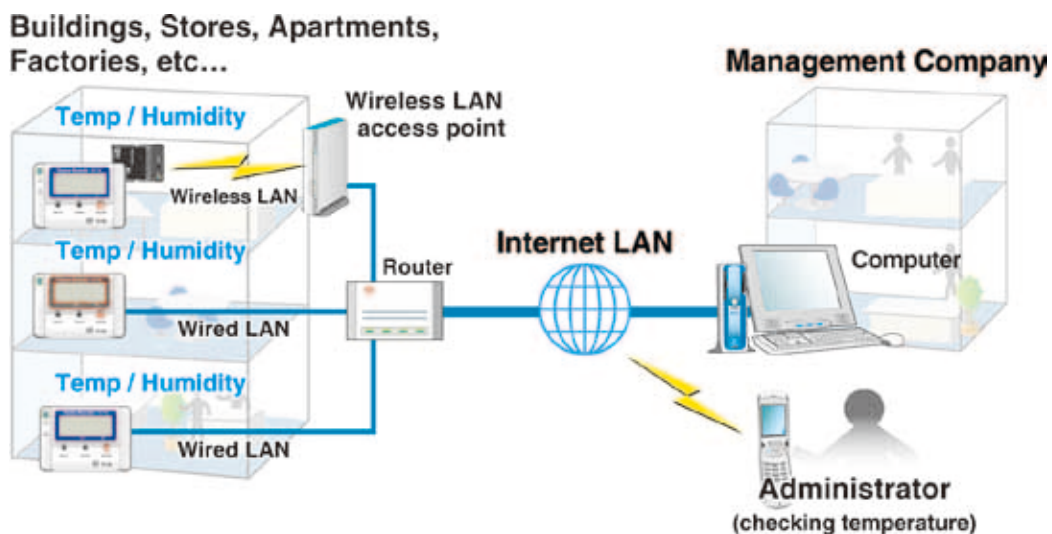 Buildings, Stores, Apartments,
Factories, etc...
Temp / Humidity
Wireless LAN
access point
Wireless LAN
Temp / Humidity
Wired LAN
Temp / Humidity
Wired LAN
Router
Internet LAN
Management Company
Computer
Administrator
(checking temperature)